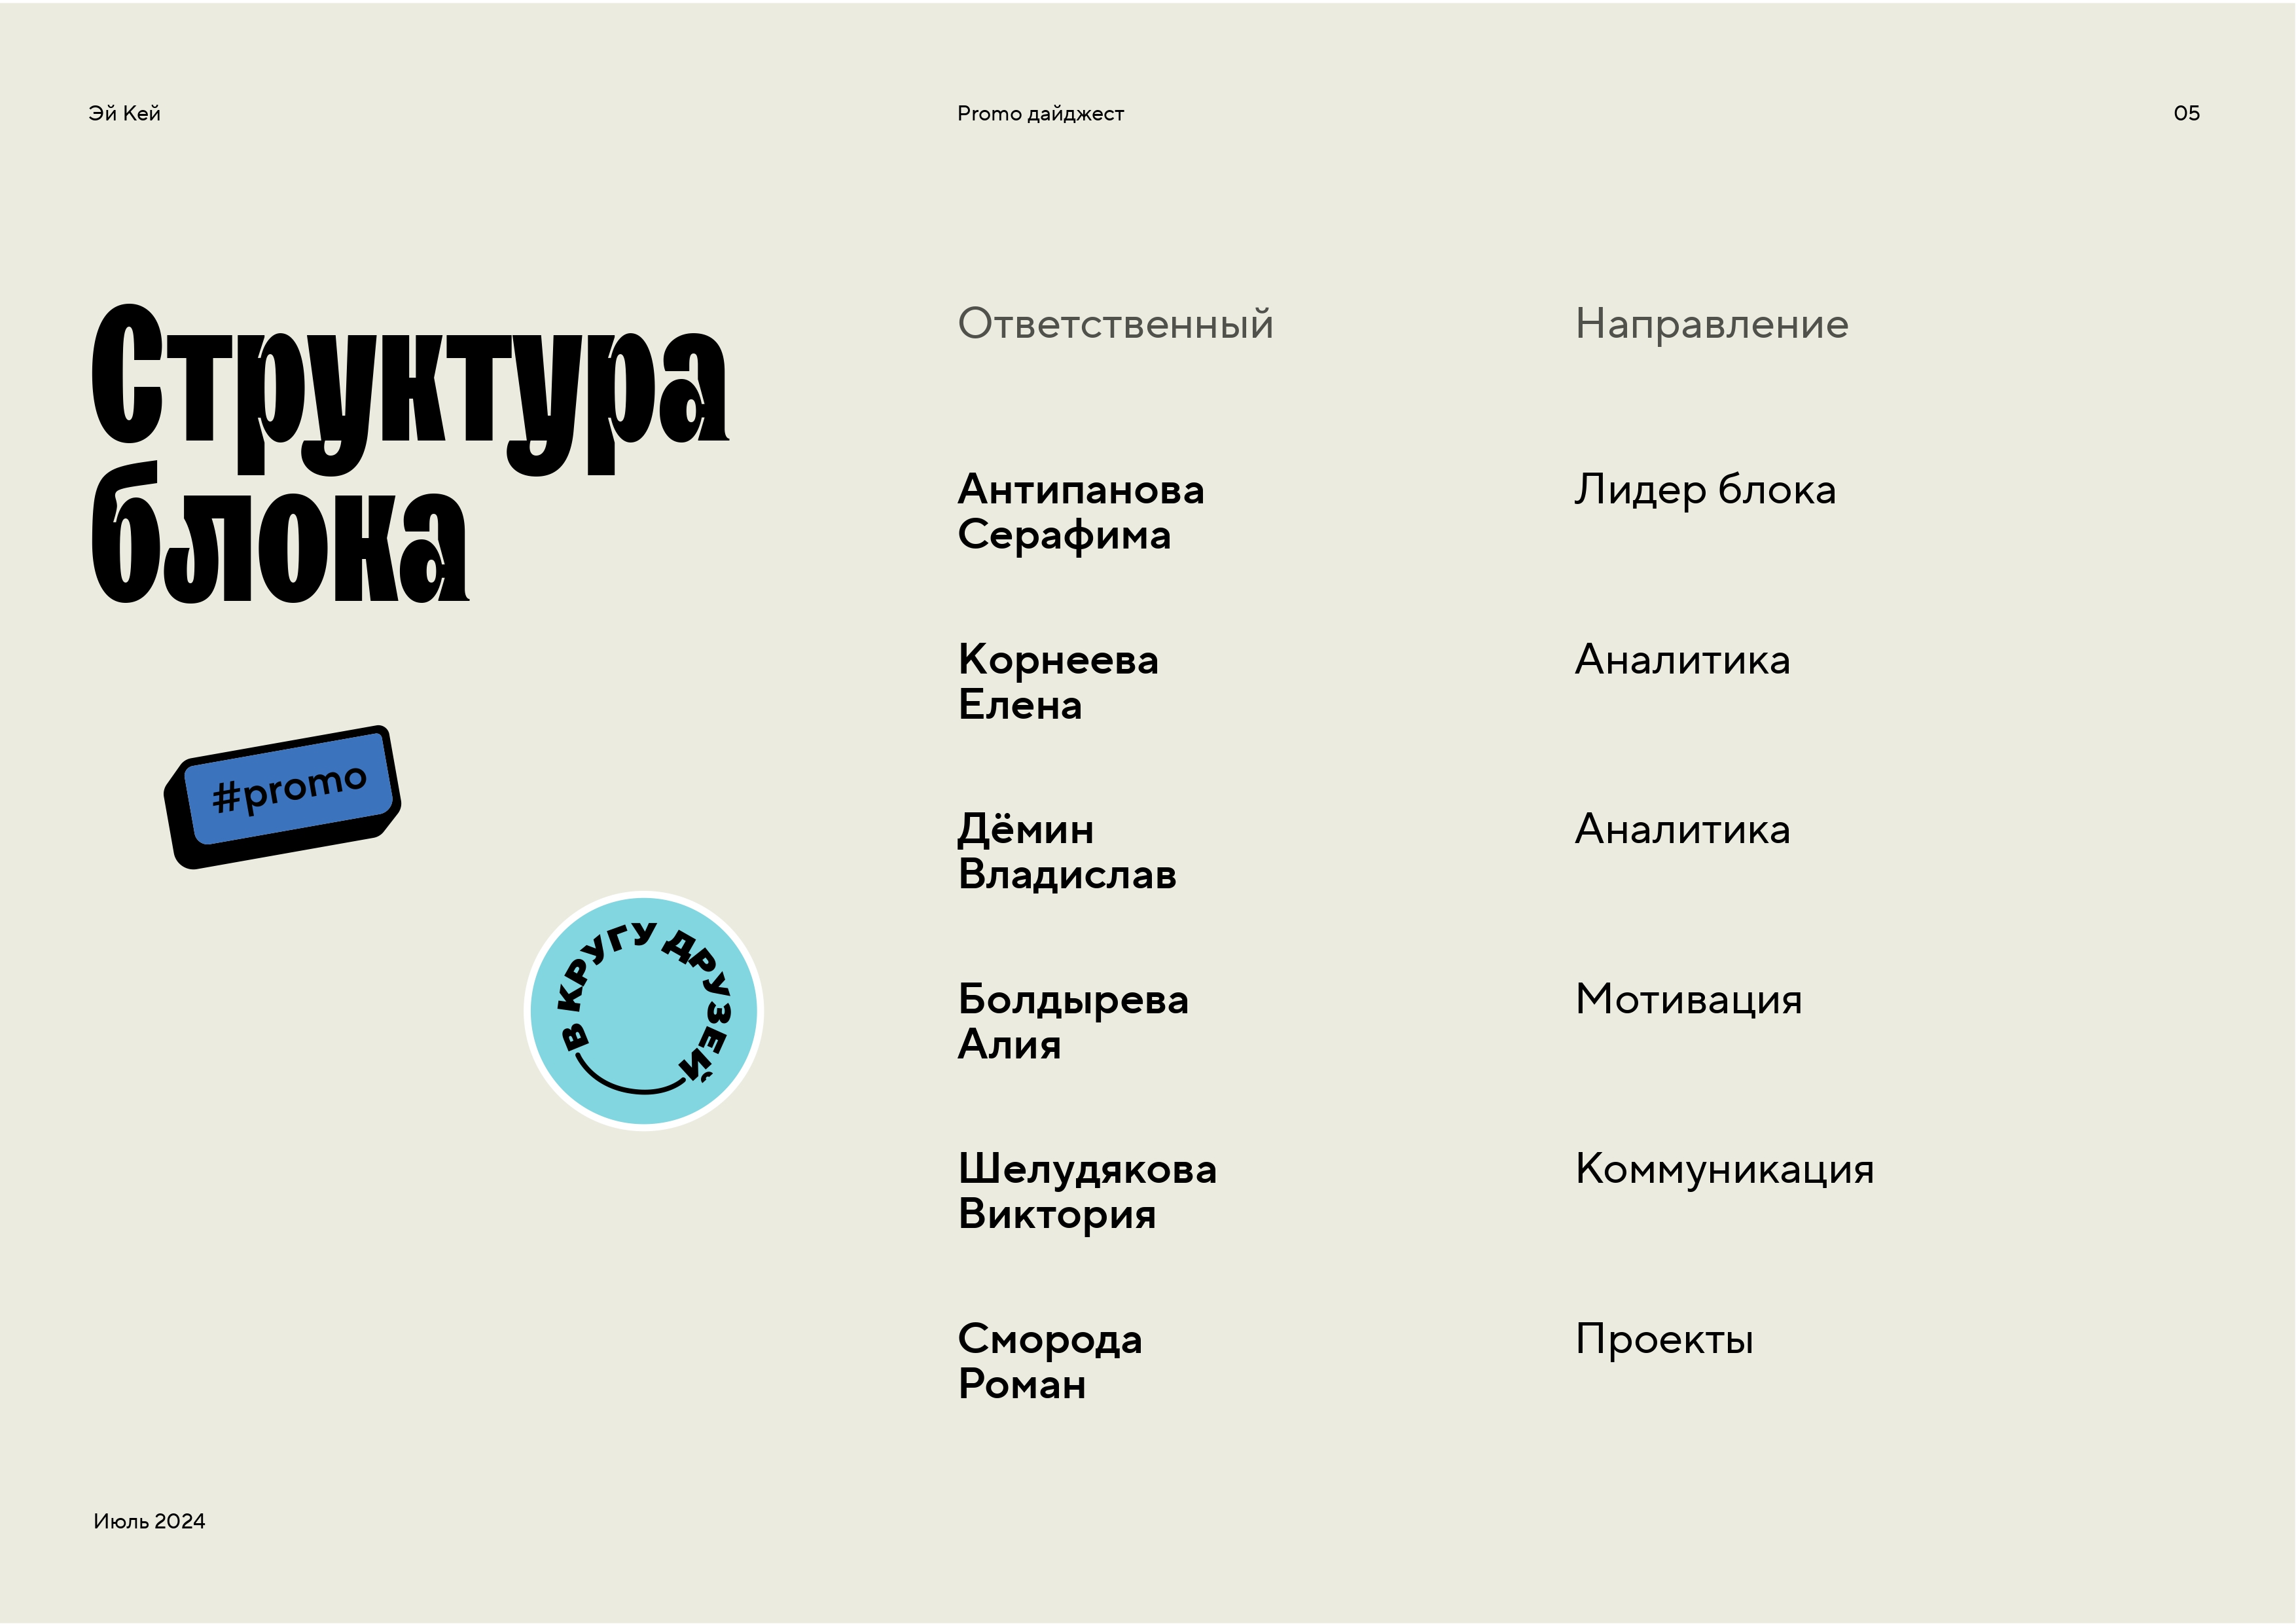 Эй Кей
Promo дайджест
05
Структура
блока
#promo
В КРУГУ ДРУЗЕЙ
Ответственный
Направление
Антипанова
Серафима
Лидер блока
Корнеева
Елена
Аналитика
Дёмин
Владислав
Аналитика
Болдырева
Алия
Мотивация
Шелудякова
Виктория
Коммуникация
Сморода
Роман
Проекты
Июль 2024